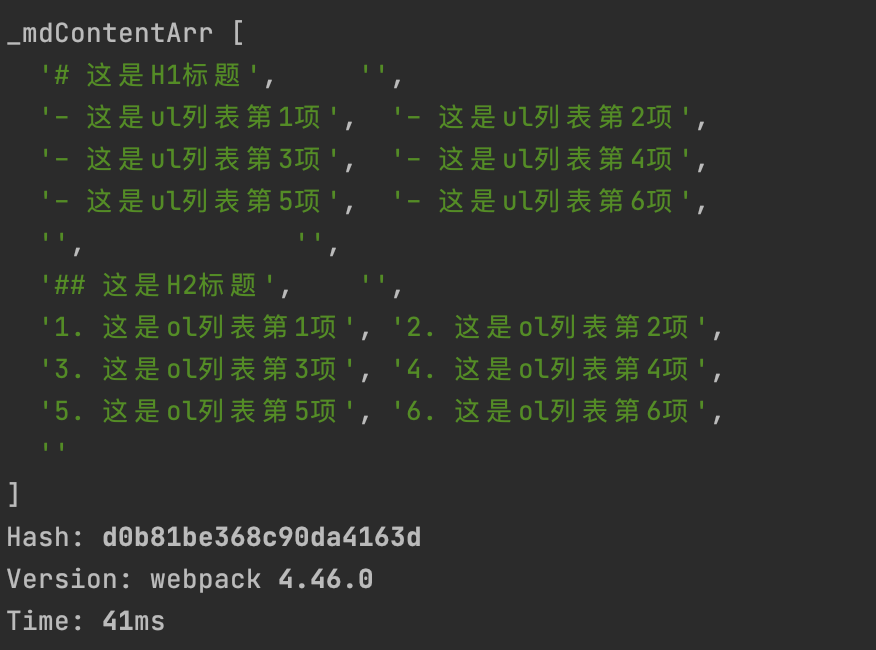 _mdContentArr [
  '# 这是H1标题',     '',
  '- 这是ul列表第1项',  '- 这是ul列表第2项',
  '- 这是ul列表第3项',  '- 这是ul列表第4项',
  '- 这是ul列表第5项',  '- 这是ul列表第6项',
  '',             '',
  '## 这是H2标题',    '',
  '1. 这是ol列表第1项', '2. 这是ol列表第2项',
  '3. 这是ol列表第3项', '4. 这是ol列表第4项',
  '5. 这是ol列表第5项', '6. 这是ol列表第6项',
  ''
]
Hash: d0b81be368c90da4163d
Version: webpack 4.46.0
Time: 41ms